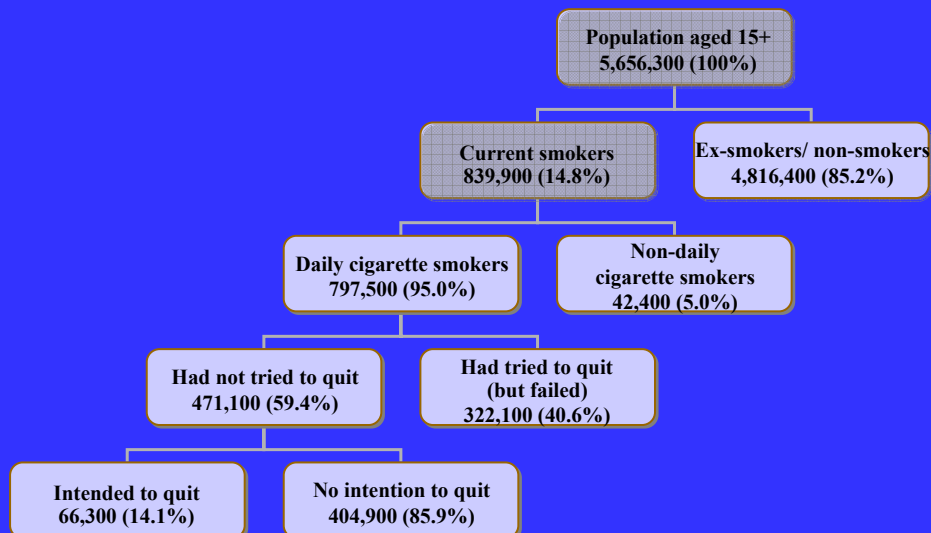 Population aged 15+
5,656,300 (100%)
Current smokers
839,900 (14.8%)
Ex-smokers/ non-smokers
4,816,400 (85.2%)
Daily cigarette smokers
797,500 (95.0%)
Non-daily
cigarette smokers
42,400 (5.0%)
Had not tried to quit
471,100 (59.4%)
Had tried to quit
(but failed)
322,100 (40.6%)
Intended to quit
66,300 (14.1%)
No intention to quit
404,900 (85.9%)